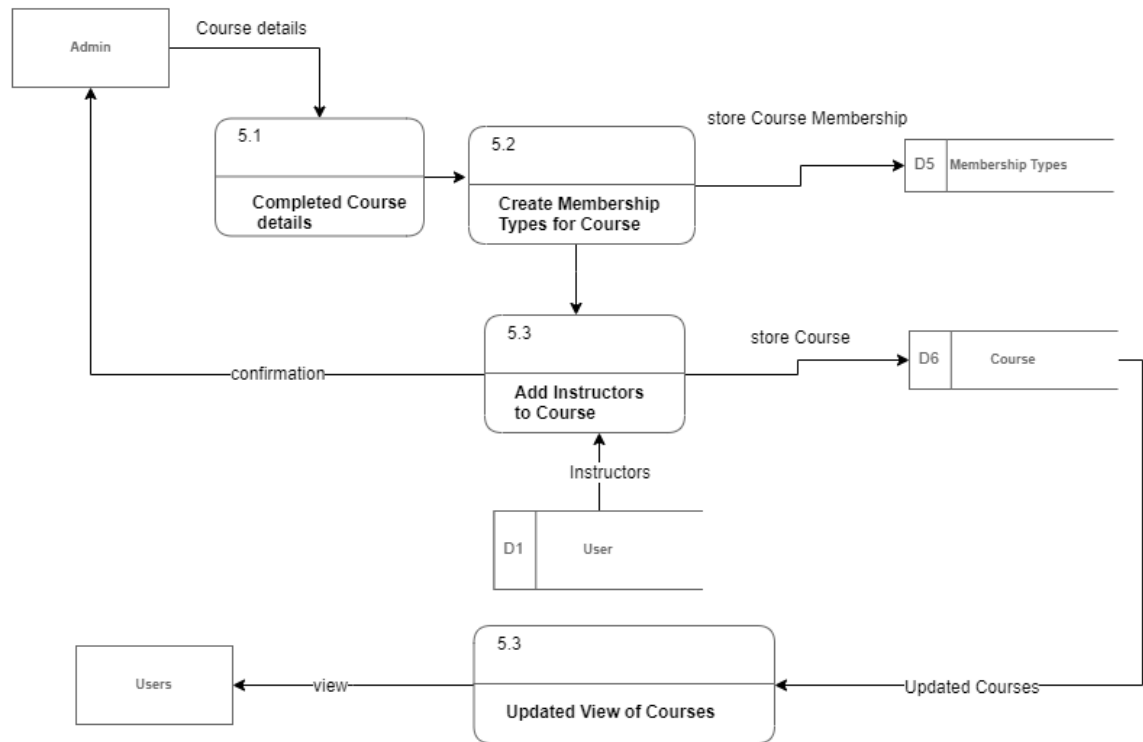 Course details
Admin
5.1
Completed Course
details
5.2
Create Membership
Types for Course
store Course Membership
D5
Membership Types
5.3
Add Instructors
to Course
store Course
D6
Course
confirmation
Instructors
D1
User
5.3
Updated View of Courses
Updated Courses
view
Users